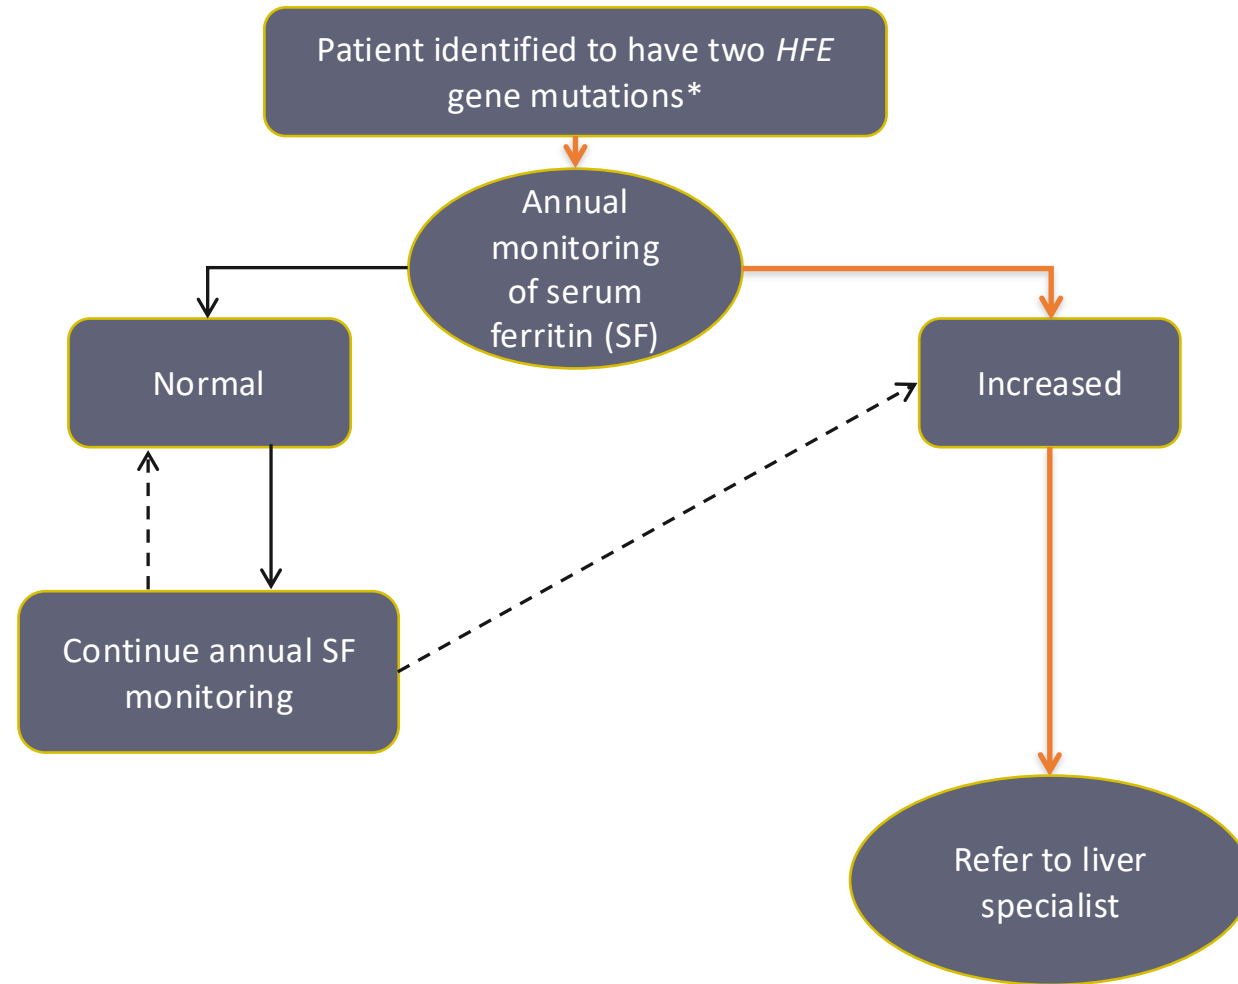 Patient identified to have two HFE
gene mutations*
Annual
monitoring
of serum
ferritin (SF)
Normal
Increased
Continue annual SF
monitoring
Refer to liver
specialist